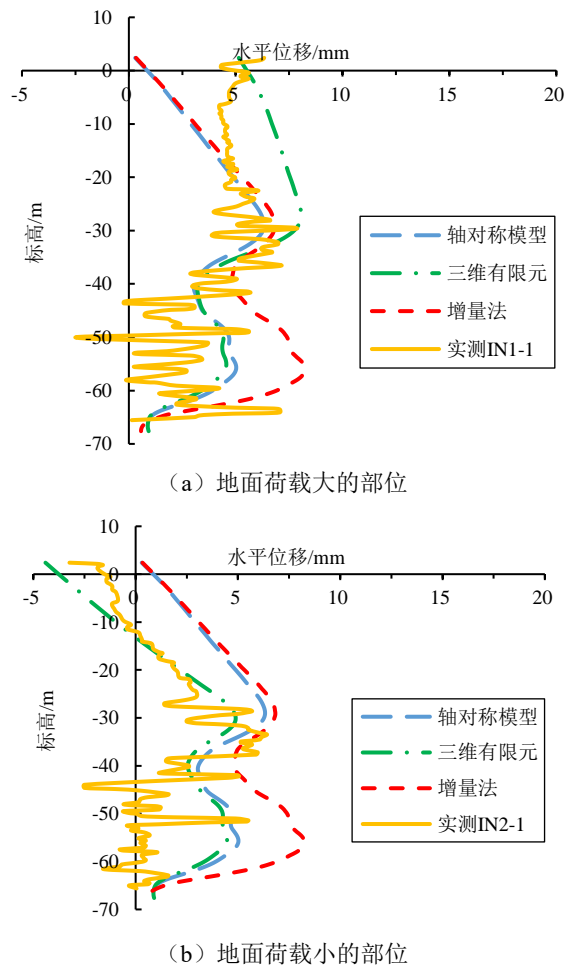 水平位移/mm
10
0
-5
0
5
10
15
20
-10
-20
-30
-40
-50
-60
-70
标高/m
轴对称模型
三维有限元
增量法
实测IN1-1
（a）地面荷载大的部位
10
水平位移/mm
0
-5
0
5
10
15
20
-10
-20
-30
-40
-50
-60
-70
标高/m
轴对称模型
三维有限元
增量法
实测IN2-1
（b）地面荷载小的部位